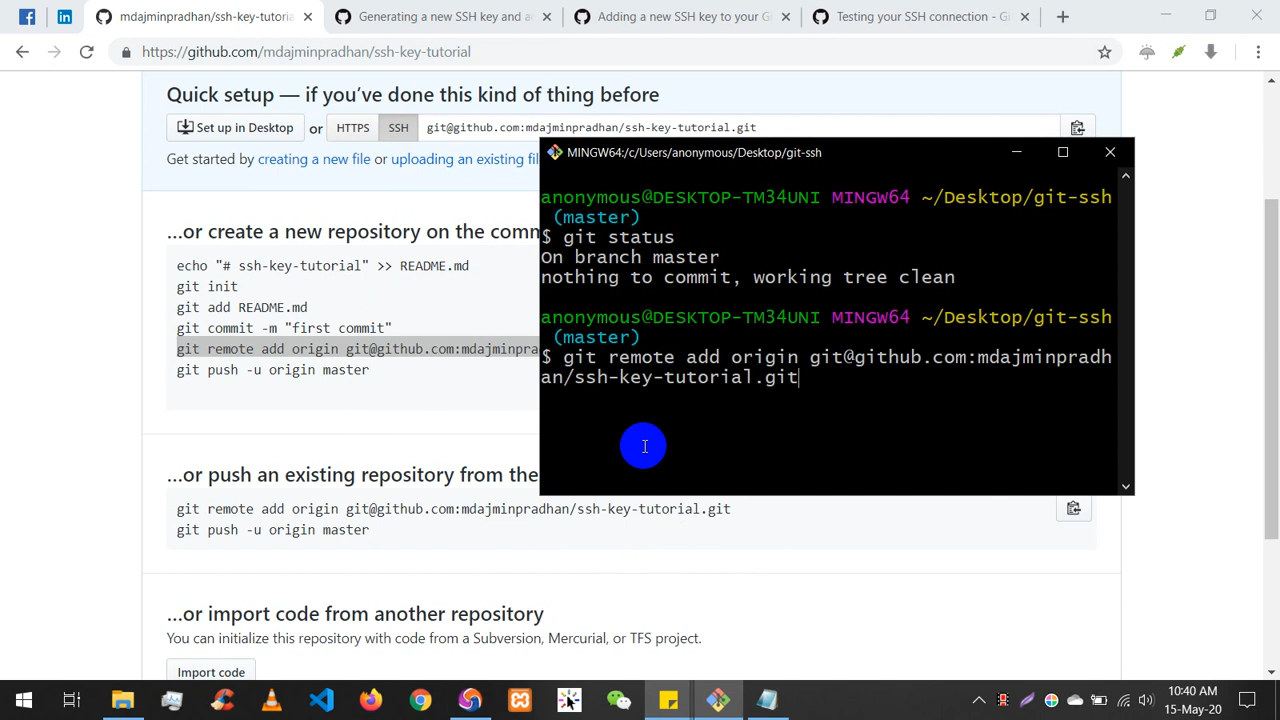 mdajminpradhan/ssh-key-tutoria
Generating a new SSH key and a
Adding a new SSH key to your Gi
Testing your SSH connection - Gi
https://github.com/mdajminpradhan/ssh-key-tutorial
Quick setup — if you've done this kind of thing before
Set up in Desktop or HTTPS SSH git@github.com:mdajminpradhan/ssh-key-tutorial.git
Get started by creating a new file or uploading an existing fil
...or create a new repository on the comm
echo "# ssh-key-tutorial" >> README.md
git init
git add README.md
git commit -m "first commit"
git remote add origin git@github.com:mdajminpra
git push -u origin master
MINGW64:/c/Users/anonymous/Desktop/git-ssh
anonymous@DESKTOP-TM34UNI MINGW64 ~/Desktop/git-ssh
(master)
$ git status
On branch master
nothing to commit, working tree clean
anonymous@DESKTOP-TM34UNI MINGW64 ~/Desktop/git-ssh
(master)
$ git remote add origin git@github.com:mdajminpradh
an/ssh-key-tutorial.git
...or push an existing repository from the
git remote add origin git@github.com:mdajminpradhan/ssh-key-tutorial.git
git push -u origin master
...or import code from another repository
You can initialize this repository with code from a Subversion, Mercurial, or TFS project.
Import code
10:40 AM
15-May-20